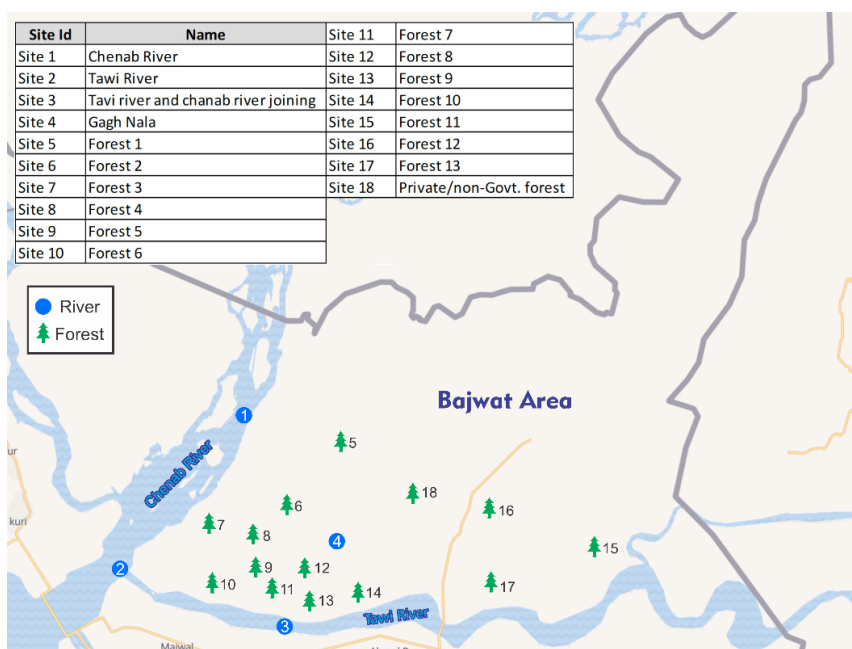 Site Id Name
Site 1 Chenab River
Site 2 Tawi River
Site 3 Tavi river and chanab river joining
Site 4 Gagh Nala
Site 5 Forest 1
Site 6 Forest 2
Site 7 Forest 3
Site 8 Forest 4
Site 9 Forest 5
Site 10 Forest 6
Site 11 Forest 7
Site 12 Forest 8
Site 13 Forest 9
Site 14 Forest 10
Site 15 Forest 11
Site 16 Forest 12
Site 17 Forest 13
Site 18 Private/non-Govt. forest
River
Forest
Bajwat Area
1
5
ur
Chenab River
18
6
16
kuri
7
8
4
15
9
12
2
10
11
14
17
13
Tawi River
3
Majwal